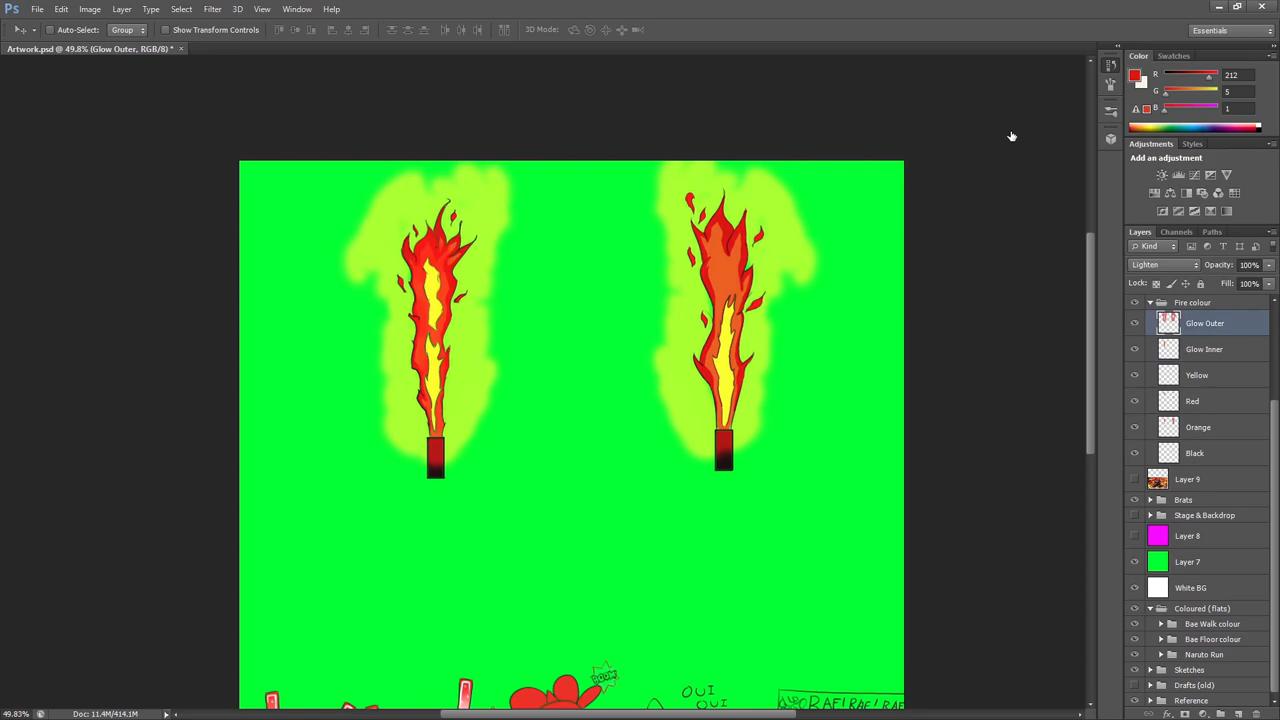 Ps File Edit Image Layer Type Select Filter 3D View Window Help
Auto-Select: Group Show Transform Controls 3D Mode: Essentials
Artwork.psd @ 49.8% (Glow Outer, RGB/8) * ×
Color Swatches
R 212
G 5
B 1
Adjustments Styles
Add an adjustment
Layers Channels Paths
Kind
Lighten Opacity: 100%
Lock: Fill: 100%
Fire colour
Glow Outer
Glow Inner
Yellow
Red
Orange
Black
Layer 9
Brats
Stage & Backdrop
Layer 8
Layer 7
White BG
Coloured (flats)
Bae Walk colour
Bae Floor colour
Naruto Run
Sketches
Drafts (old)
Reference
BOOM
OUI
OUI
RAE! RAE! RAE
49.83% Doc: 11.4M/414.1M